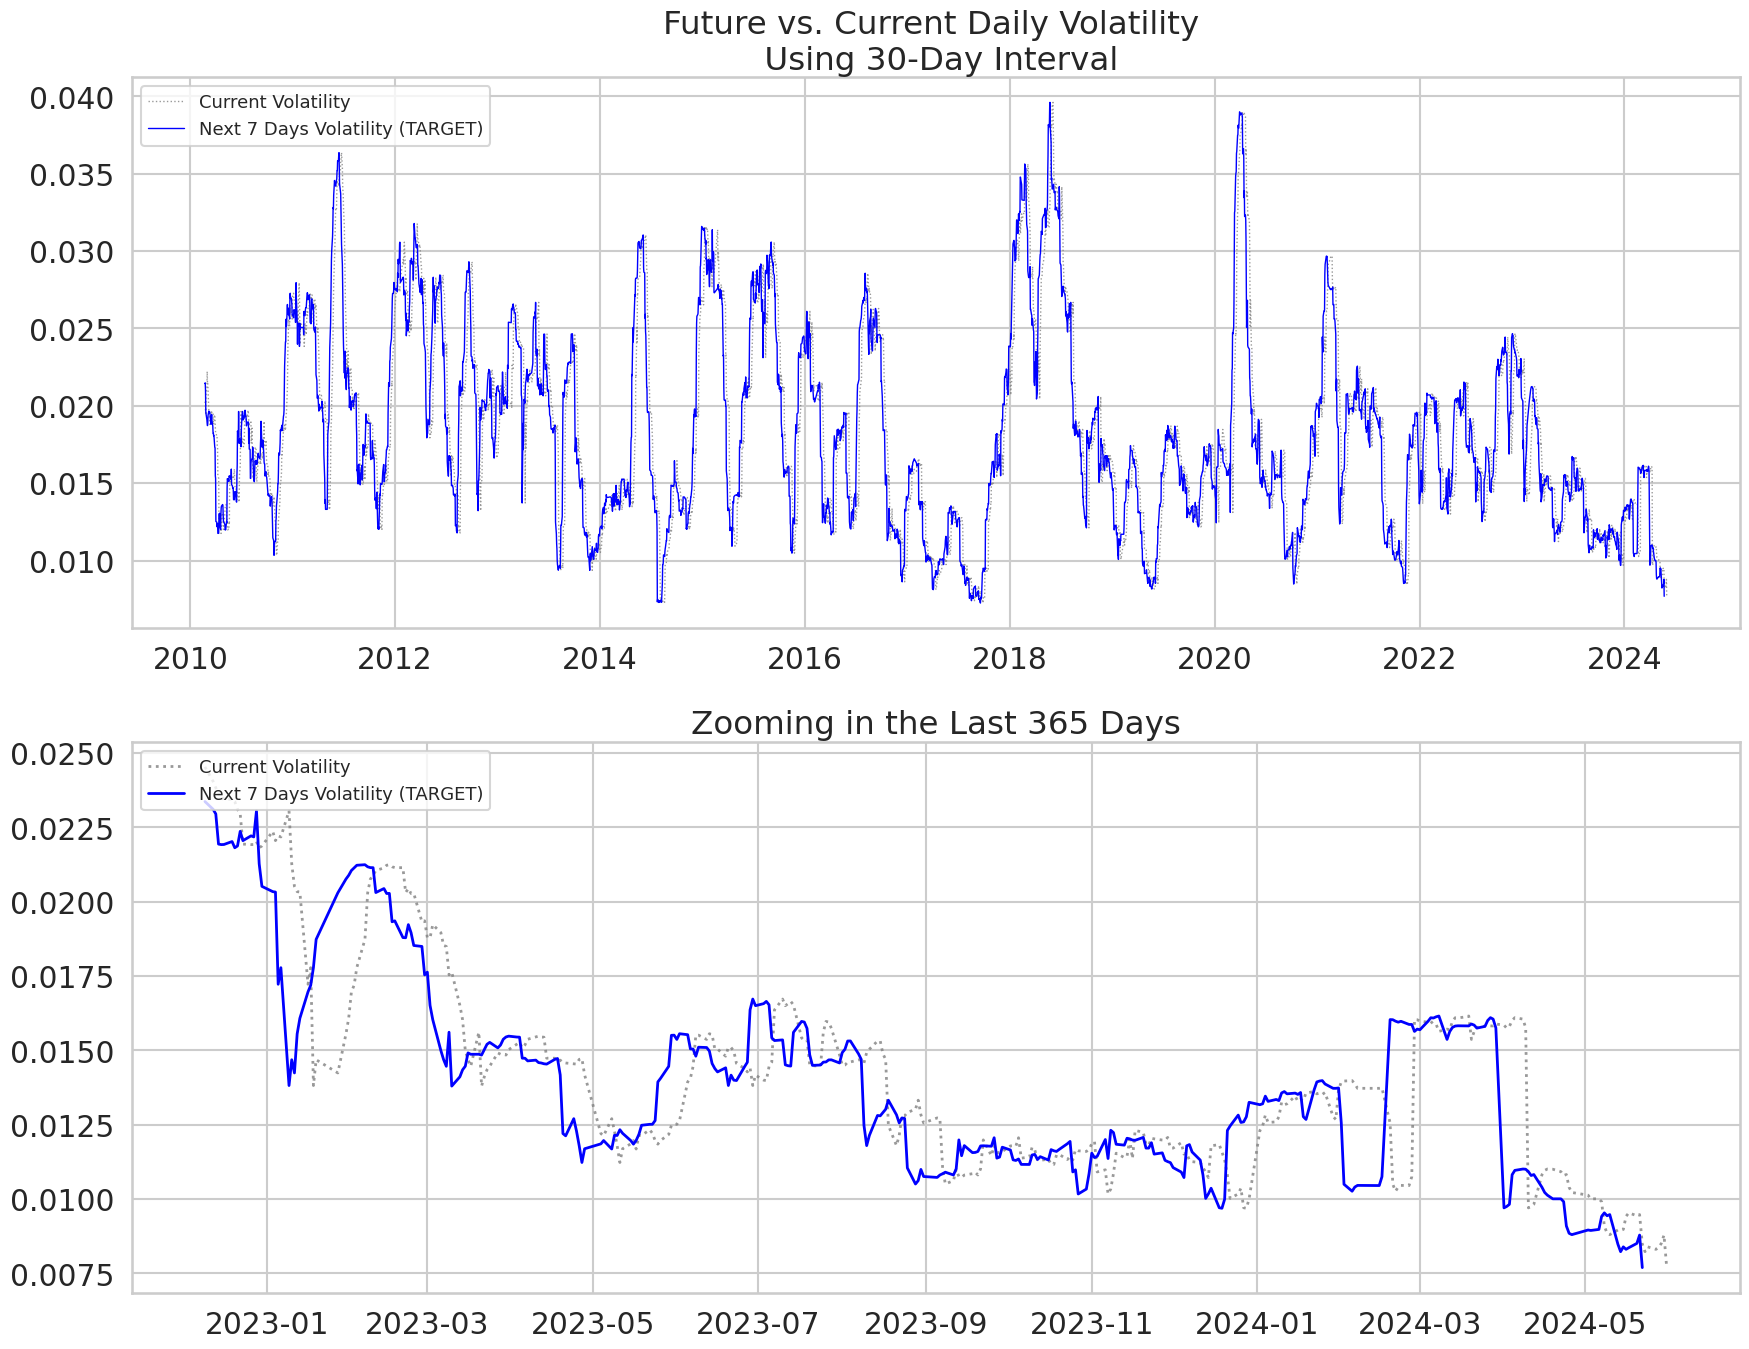 Future vs. Current Daily Volatility
Using 30-Day Interval
0.040
0.035
0.030
0.025
0.020
0.015
0.010
Current Volatility
Next 7 Days Volatility (TARGET)
2010 2012 2014 2016 2018 2020 2022 2024
Zooming in the Last 365 Days
0.0250
0.0225
0.0200
0.0175
0.0150
0.0125
0.0100
0.0075
Current Volatility
Next 7 Days Volatility (TARGET)
2023-01 2023-03 2023-05 2023-07 2023-09 2023-11 2024-01 2024-03 2024-05